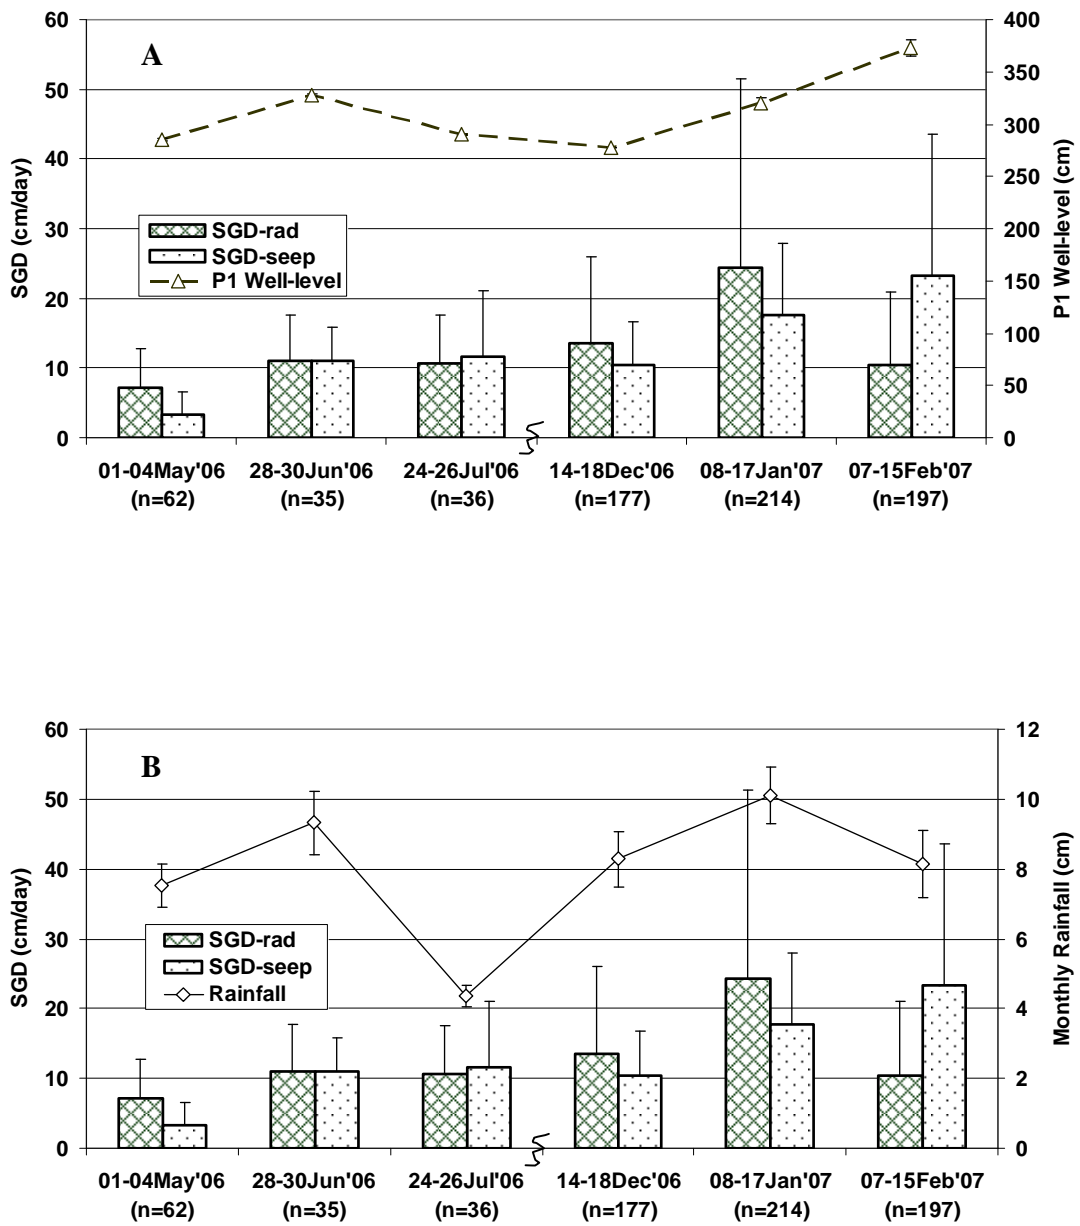 A
60
50
40
30
20
10
0
SGD (cm/day)
400
350
300
250
200
150
100
50
0
P1 Well-level (cm)
SGD-rad
SGD-seep
P1 Well-level
01-04May'06 28-30Jun'06 24-26Jul'06 14-18Dec'06 08-17Jan'07 07-15Feb'07
(n=62) (n=35) (n=36) (n=177) (n=214) (n=197)
B
60
50
40
30
20
10
0
SGD (cm/day)
12
10
8
6
4
2
0
Monthly Rainfall (cm)
SGD-rad
SGD-seep
Rainfall
01-04May'06 28-30Jun'06 24-26Jul'06 14-18Dec'06 08-17Jan'07 07-15Feb'07
(n=62) (n=35) (n=36) (n=177) (n=214) (n=197)